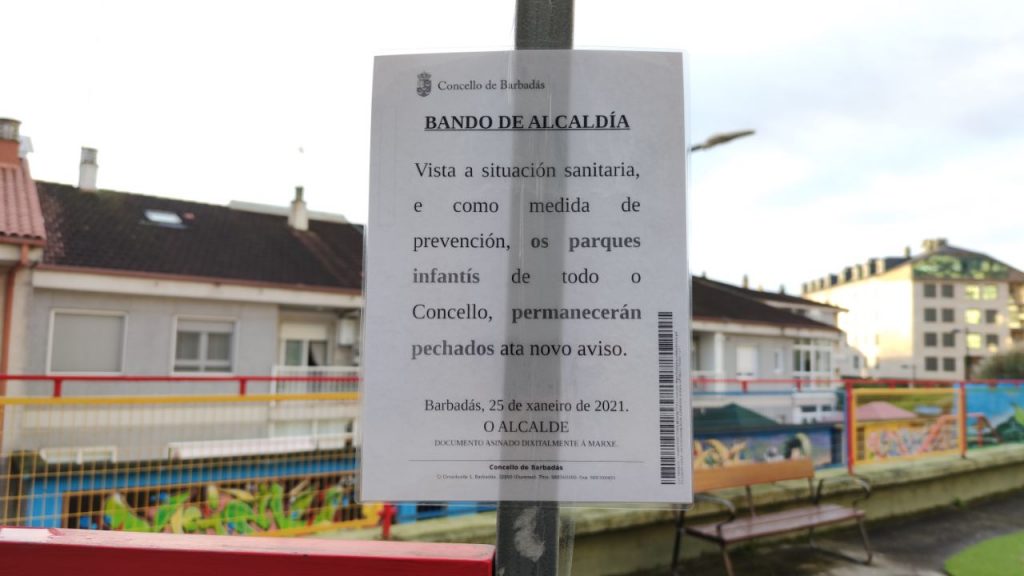 Concello de Barbadás
BANDO DE ALCALDÍA
Vista a situación sanitaria,
e como medida de
prevención, os parques
infantís de todo o
Concello, permanecerán
pechados ata novo aviso.
Barbadás, 25 de xaneiro de 2021.
O ALCALDE
DOCUMENTO ASINADO DIXITALMENTE Á MARXE.
Concello de Barbadás